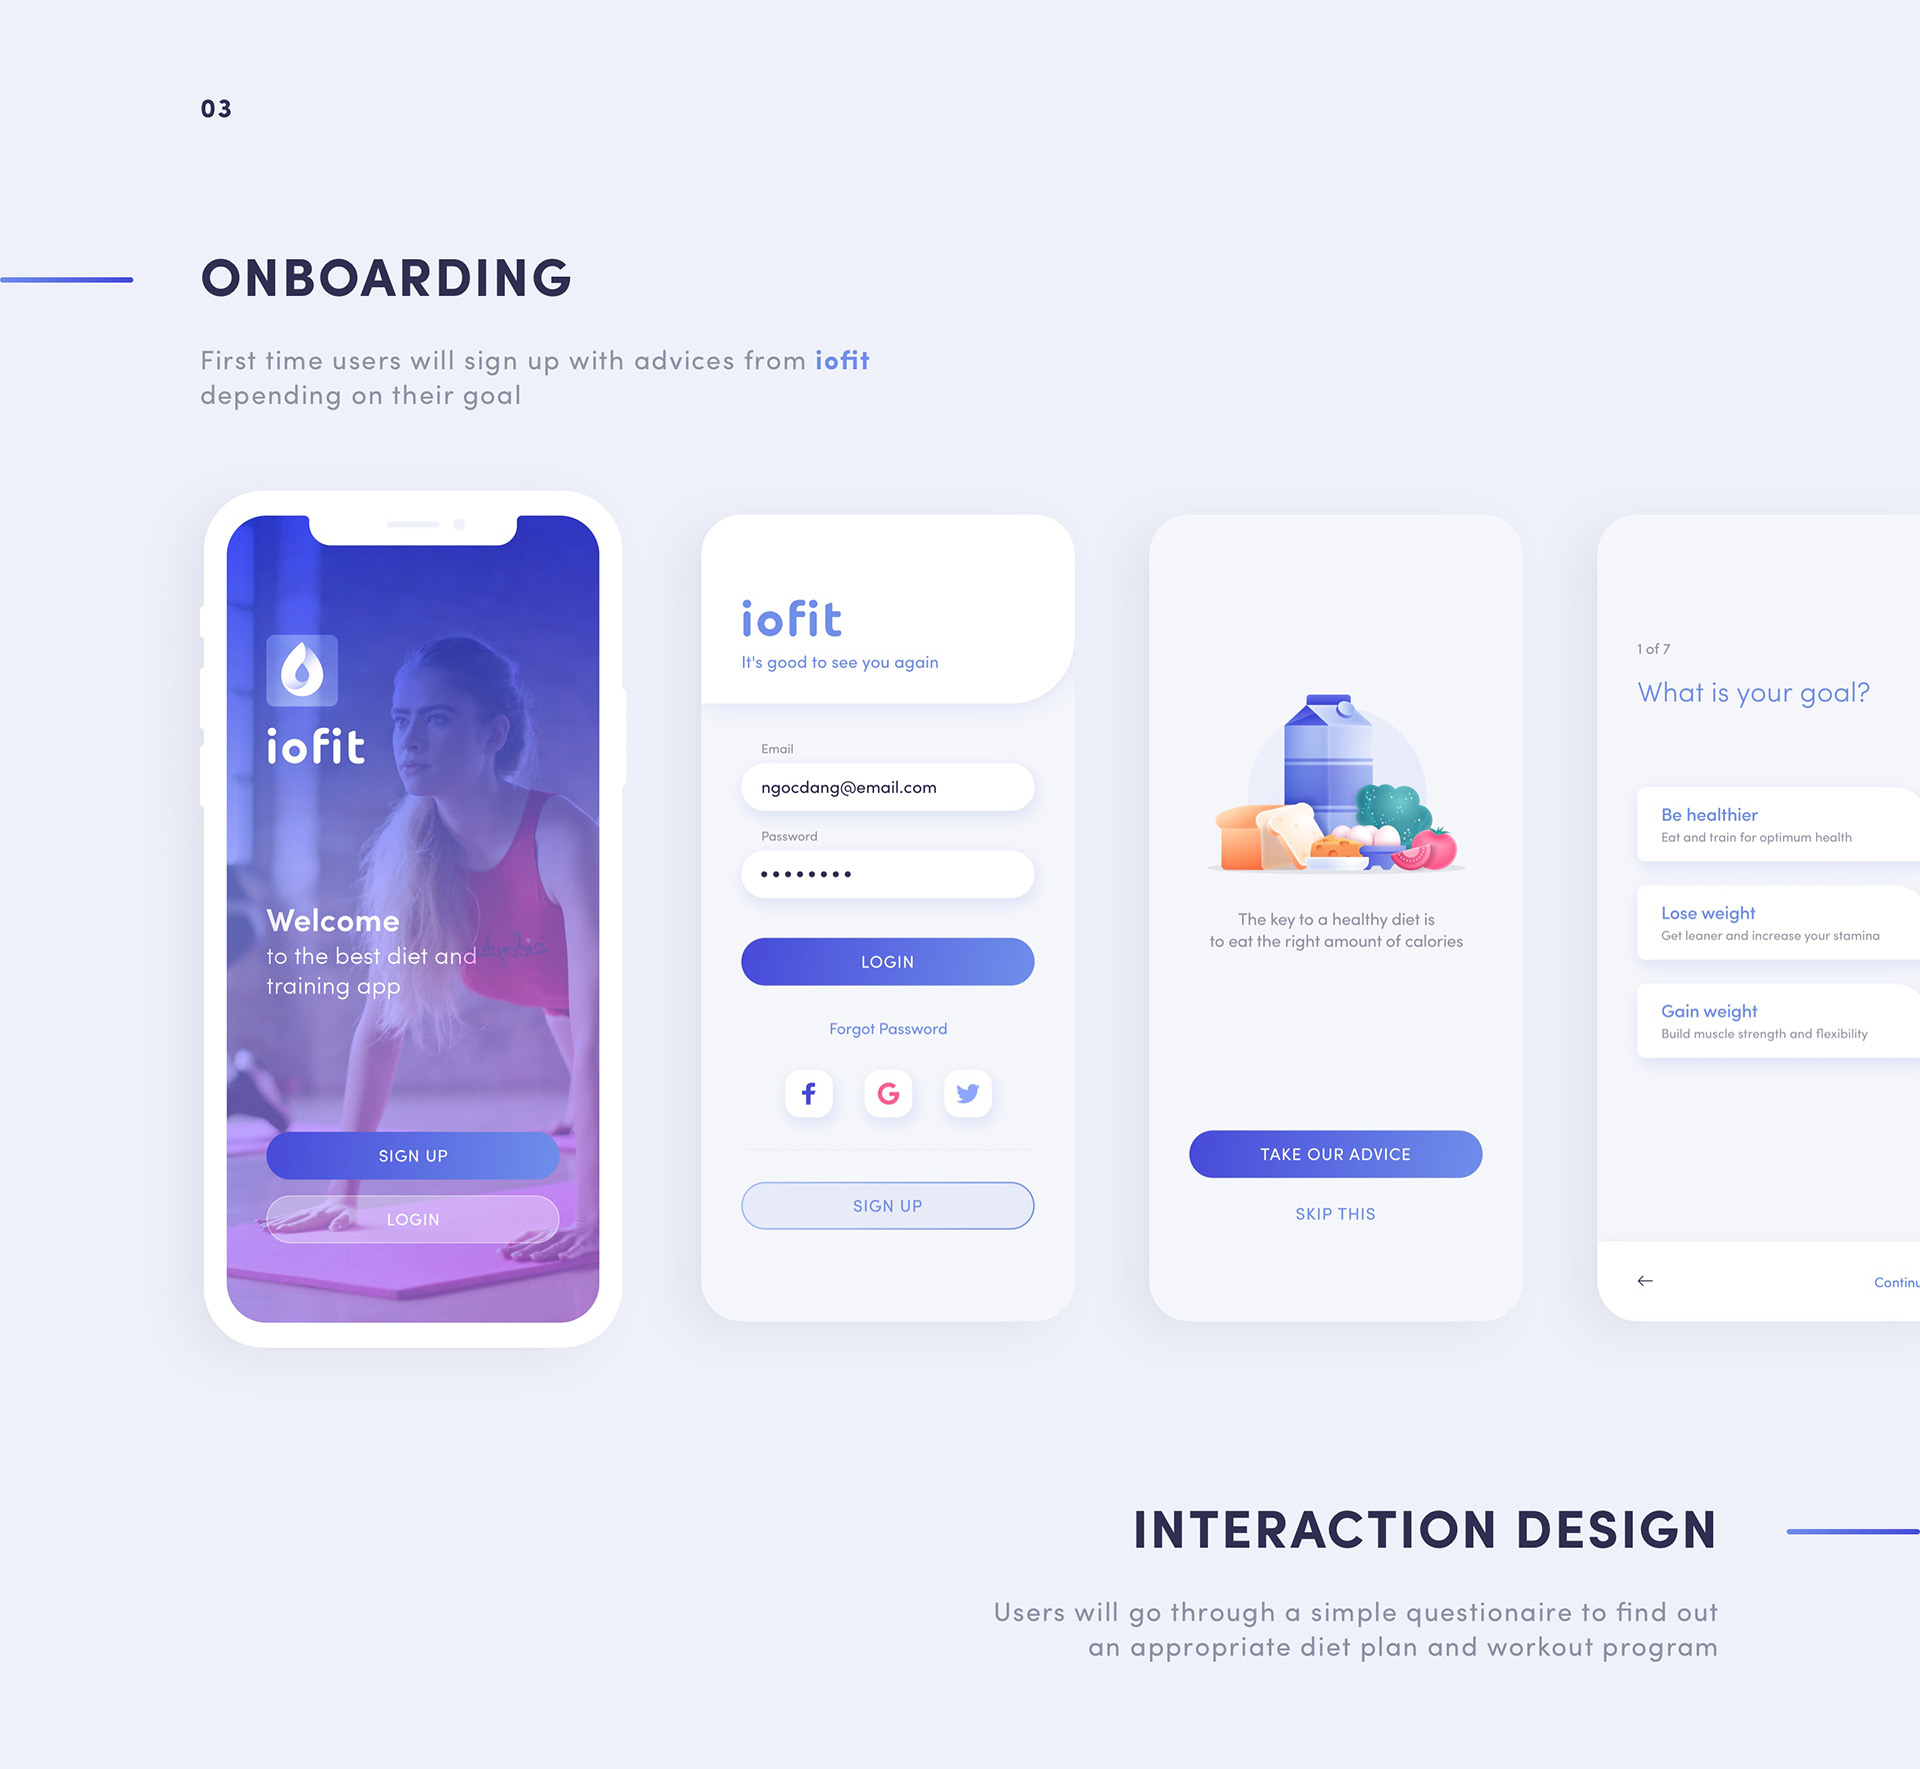 03
ONBOARDING
First time users will sign up with advices from iofit
depending on their goal
iofit
Welcome
to the best diet and
training app
SIGN UP
LOGIN
iofit
It's good to see you again
Email
ngocdang@email.com
Password
LOGIN
Forgot Password
SIGN UP
The key to a healthy diet is
to eat the right amount of calories
TAKE OUR ADVICE
SKIP THIS
1 of 7
What is your goal?
Be healthier
Eat and train for optimum health
Lose weight
Get leaner and increase your stamina
Gain weight
Build muscle strength and flexibility
Continu
INTERACTION DESIGN
Users will go through a simple questionaire to find out
an appropriate diet plan and workout program